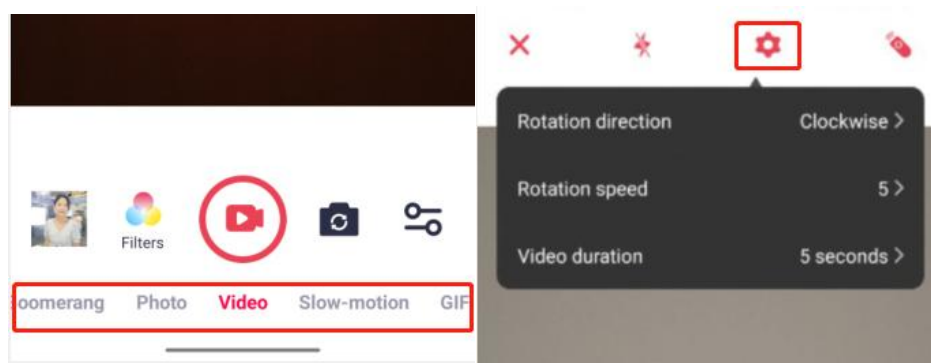 Filters
oomerang Photo Video Slow-motion GIF
Rotation direction Clockwise >
Rotation speed 5 >
Video duration 5 seconds >